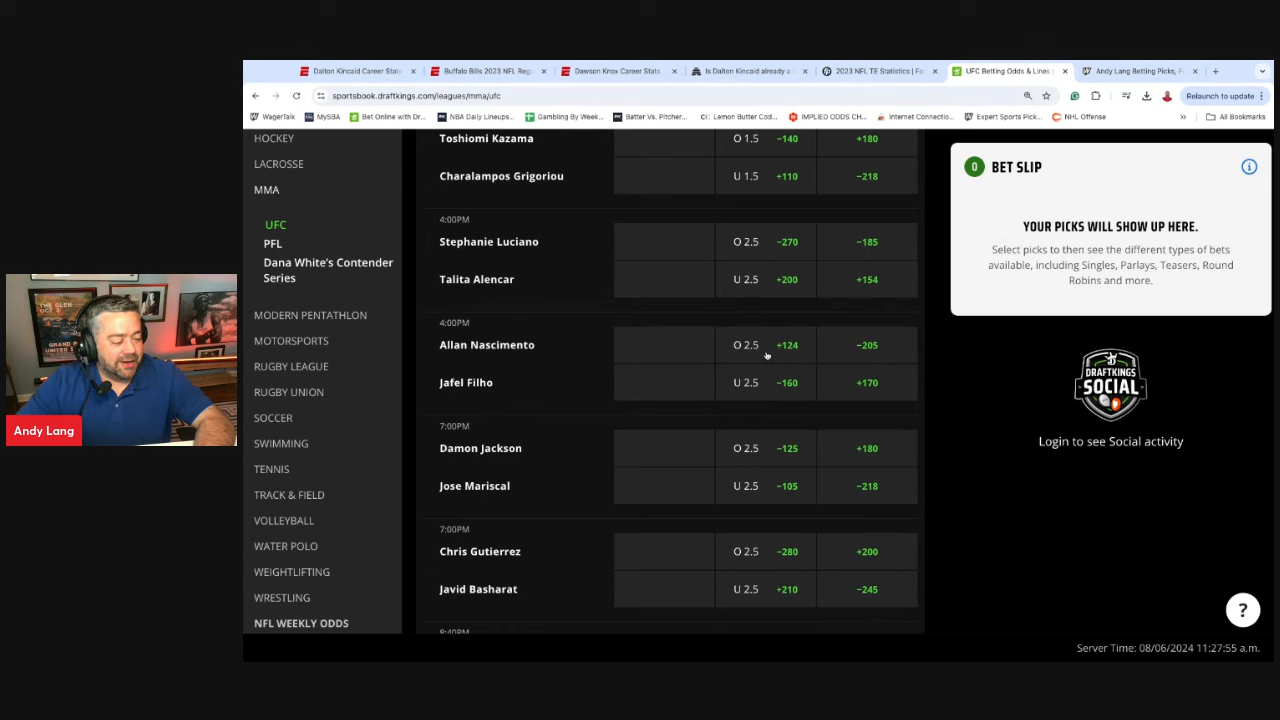 Dalton Kincaid Career Stats
Buffalo Bills 2023 NFL Reg
Dawson Knox Career Stats
Is Dalton Kincaid already a
2023 NFL TE Statistics | Fa
UFC Betting Odds & Lines |
Andy Lang Betting Picks, F
sportsbook.draftkings.com/leagues/mma/ufc
Relaunch to update
WagerTalk
MySBA
Bet Online with Dr...
NBA Daily Lineups...
Gambling By Week...
Batter Vs. Pitcher...
Lemon Butter Cod...
IMPLIED ODDS CH...
Internet Connectio...
Expert Sports Pick...
NHL Offense
All Bookmarks
HOCKEY
LACROSSE
MMA
UFC
PFL
Dana White's Contender
Series
MODERN PENTATHLON
MOTORSPORTS
RUGBY LEAGUE
RUGBY UNION
SOCCER
SWIMMING
TENNIS
TRACK & FIELD
VOLLEYBALL
WATER POLO
WEIGHTLIFTING
WRESTLING
NFL WEEKLY ODDS
Toshiomi Kazama O 1.5 −140 +180
Charalampos Grigoriou U 1.5 +110 −218
4:00PM
Stephanie Luciano O 2.5 −270 −185
Talita Alencar U 2.5 +200 +154
4:00PM
Allan Nascimento O 2.5 +124 −205
Jafel Filho U 2.5 −160 +170
7:00PM
Damon Jackson O 2.5 −125 +180
Jose Mariscal U 2.5 −105 −218
7:00PM
Chris Gutierrez O 2.5 −280 +200
Javid Basharat U 2.5 +210 −245
8:40PM
0 BET SLIP
YOUR PICKS WILL SHOW UP HERE.
Select picks to then see the different types of bets
available, including Singles, Parlays, Teasers, Round
Robins and more.
DRAFTKINGS
SOCIAL
Login to see Social activity
?
Server Time: 08/06/2024 11:27:55 a.m.
Andy Lang